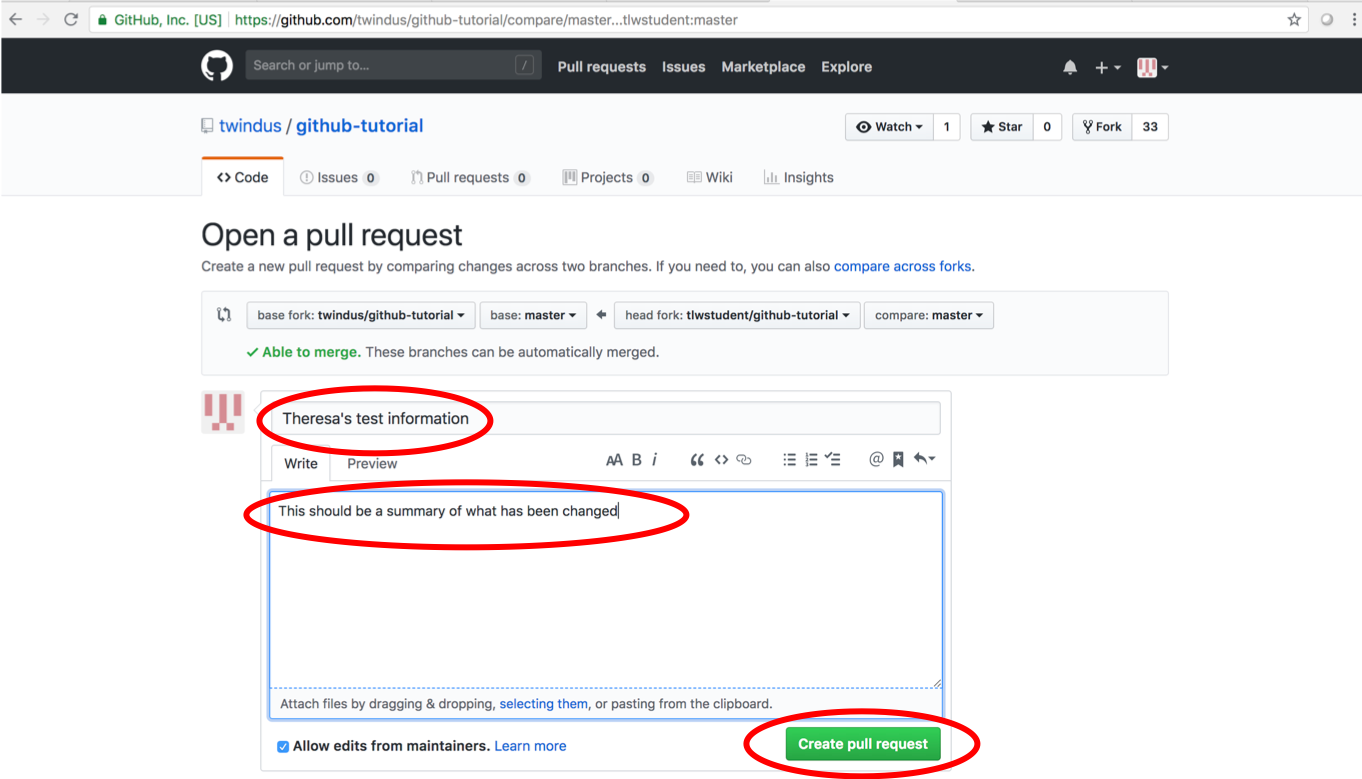 GitHub, Inc. [US] https://github.com/twindus/github-tutorial/compare/master...tlwstudent:master
Search or jump to... / Pull requests Issues Marketplace Explore
twindus / github-tutorial Watch 1 Star 0 Fork 33
Code Issues 0 Pull requests 0 Projects 0 Wiki Insights
Open a pull request
Create a new pull request by comparing changes across two branches. If you need to, you can also compare across forks.
base fork: twindus/github-tutorial base: master head fork: tlwstudent/github-tutorial compare: master
Able to merge. These branches can be automatically merged.
Theresa's test information
Write Preview AA B i @
This should be a summary of what has been changed
Attach files by dragging & dropping, selecting them, or pasting from the clipboard.
Allow edits from maintainers. Learn more Create pull request